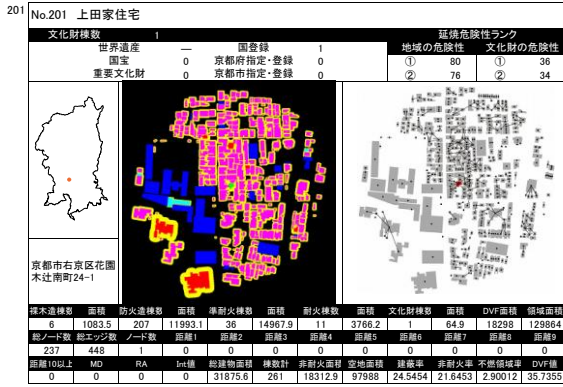 201
No.201 上田家住宅
文化財棟数 1 延焼危険性ランク
世界遺産 ― 国登録 1 地域の危険性 文化財の危険性
国宝 0 京都府指定・登録 0 ① 80 ① 36
重要文化財 0 京都市指定・登録 0 ② 76 ② 34
京都市右京区花園
木辻南町24-1
裸木造棟数 面積 防火造棟数 面積 準耐火棟数 面積 耐火棟数 面積 文化財棟数 面積 DVF面積 領域面積
6 1083.5 207 11993.1 36 14967.9 11 3766.2 1 64.9 18298 129864
総ノード数 総エッジ数 ノード数 距離1 距離2 距離3 距離4 距離5 距離6 距離7 距離8 距離9
237 448 1 0 0 0 0 0 0 0 0 0
距離10以上 MD RA Int値 総建物面積 棟数計 非耐火面積 空地面積 建蔽率 非耐火率 不燃領域率 DVF値
0 0 0 0 31875.6 261 18312.9 97988 24.5454 21.6453 2.90012 35.7355